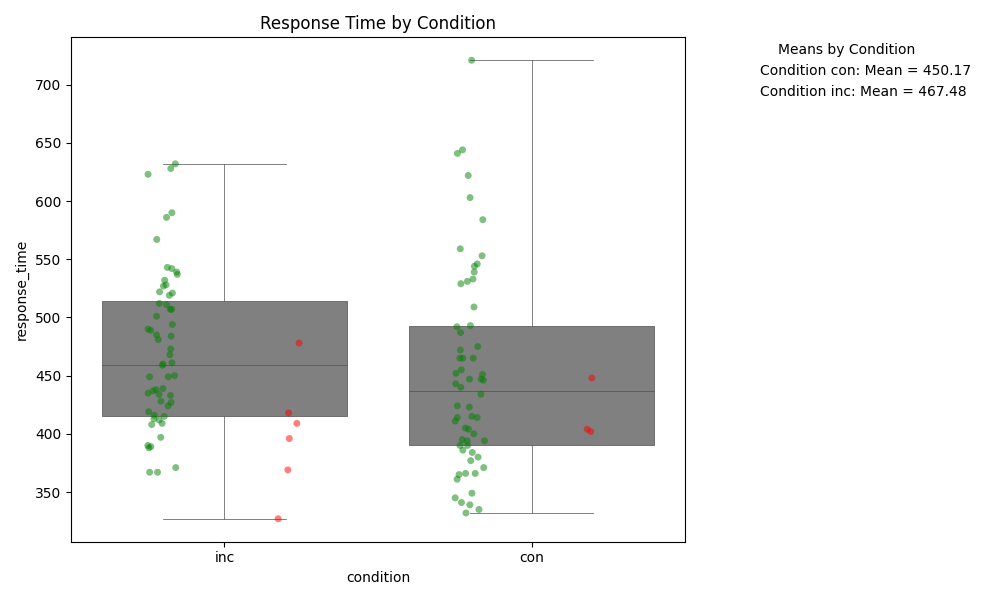 Response Time by Condition
Means by Condition
Condition con: Mean = 450.17
Condition inc: Mean = 467.48
700
650
600
550
500
450
400
350
response_time
inc con
condition